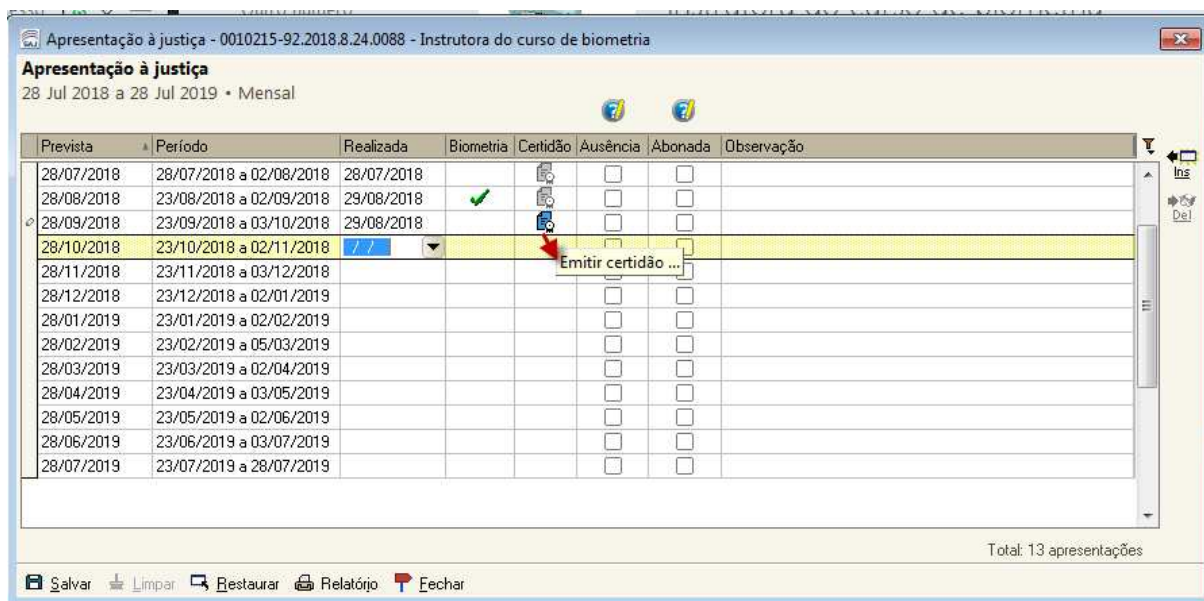 Apresentação à justiça - 0010215-92.2018.8.24.0088 - Instrutora do curso de biometria
Apresentação à justiça
28 Jul 2018 a 28 Jul 2019 • Mensal
Prevista Período Realizada Biometria Certidão Ausência Abonada Observação
28/07/2018 28/07/2018 a 02/08/2018 28/07/2018
28/08/2018 23/08/2018 a 02/09/2018 29/08/2018
28/09/2018 23/09/2018 a 03/10/2018 29/08/2018
28/10/2018 23/10/2018 a 02/11/2018 / /
Emitir certidão ...
28/11/2018 23/11/2018 a 03/12/2018
28/12/2018 23/12/2018 a 02/01/2019
28/01/2019 23/01/2019 a 02/02/2019
28/02/2019 23/02/2019 a 05/03/2019
28/03/2019 23/03/2019 a 02/04/2019
28/04/2019 23/04/2019 a 03/05/2019
28/05/2019 23/05/2019 a 02/06/2019
28/06/2019 23/06/2019 a 03/07/2019
28/07/2019 23/07/2019 a 28/07/2019
Ins
Del
Total: 13 apresentações
Salvar Limpar Restaurar Relatório Fechar